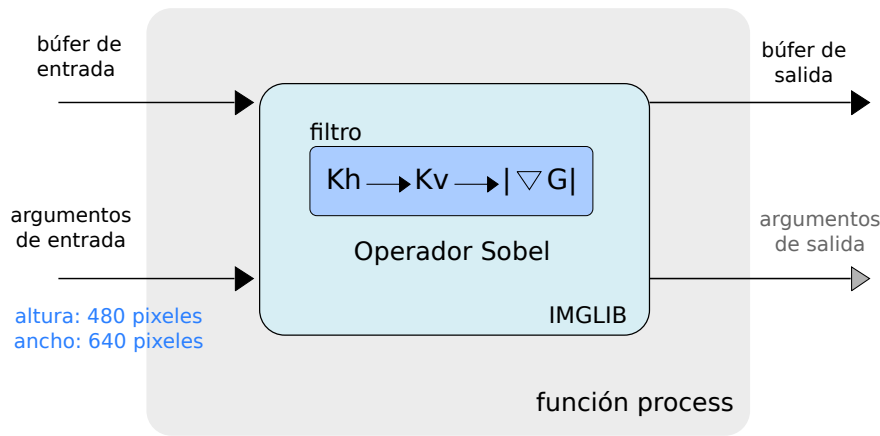 búfer de
entrada
búfer de
salida
filtro
Kh Kv |▽G|
argumentos
de entrada
argumentos
de salida
Operador Sobel
altura: 480 pixeles
ancho: 640 pixeles
IMGLIB
función process